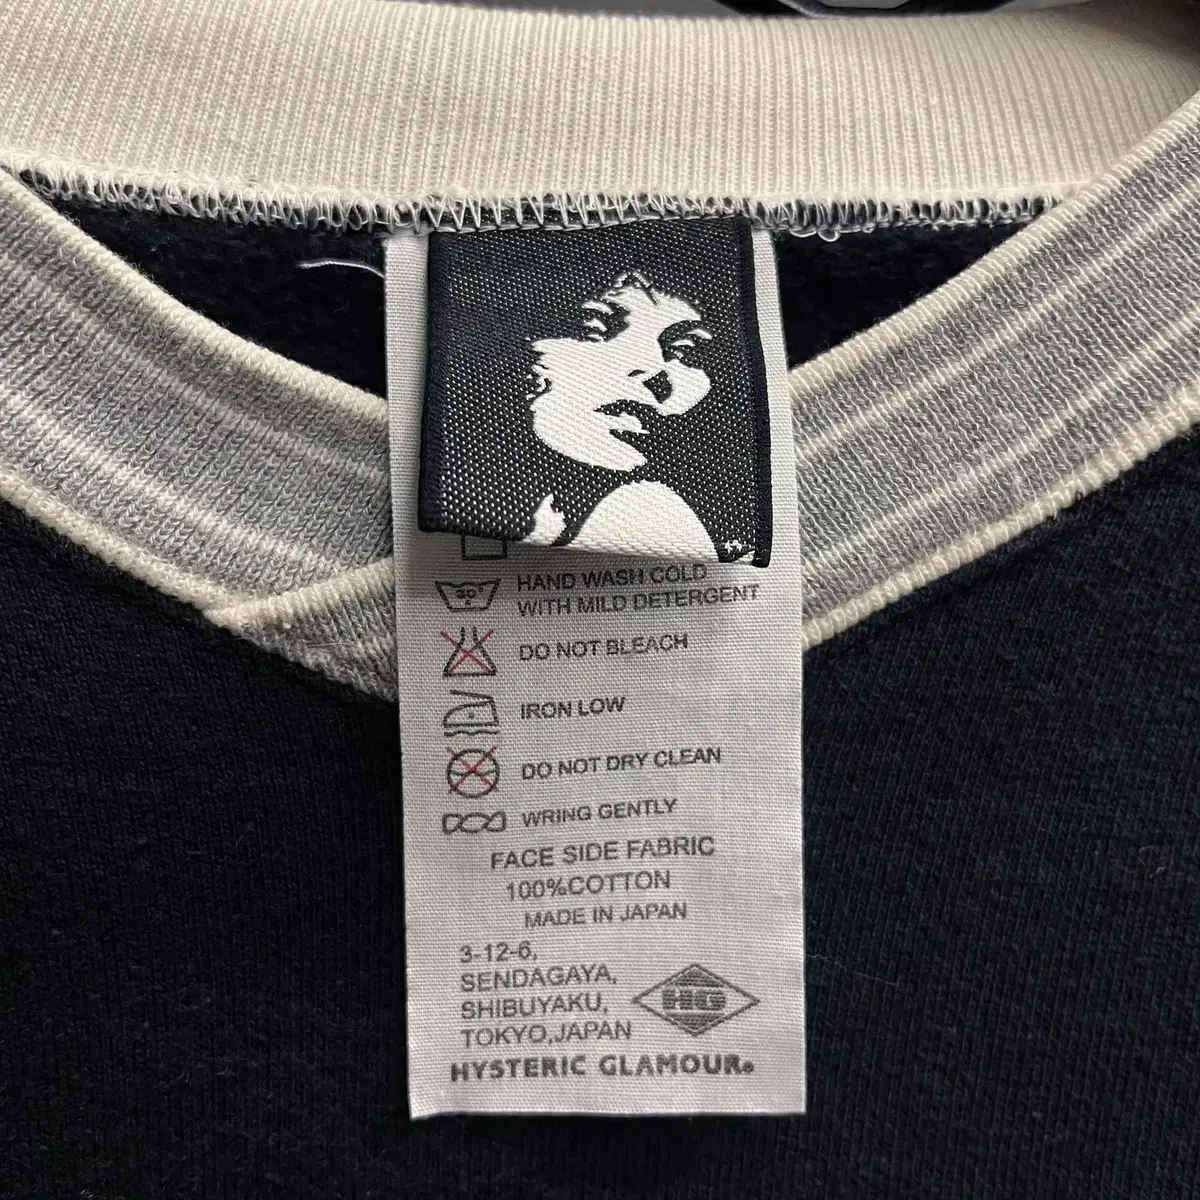 30°
HAND WASH COLD
WITH MILD DETERGENT
DO NOT BLEACH
IRON LOW
DO NOT DRY CLEAN
WRING GENTLY
FACE SIDE FABRIC
100%COTTON
MADE IN JAPAN
3-12-6,
SENDAGAYA,
SHIBUYAKU,
TOKYO,JAPAN
HG
HYSTERIC GLAMOUR®